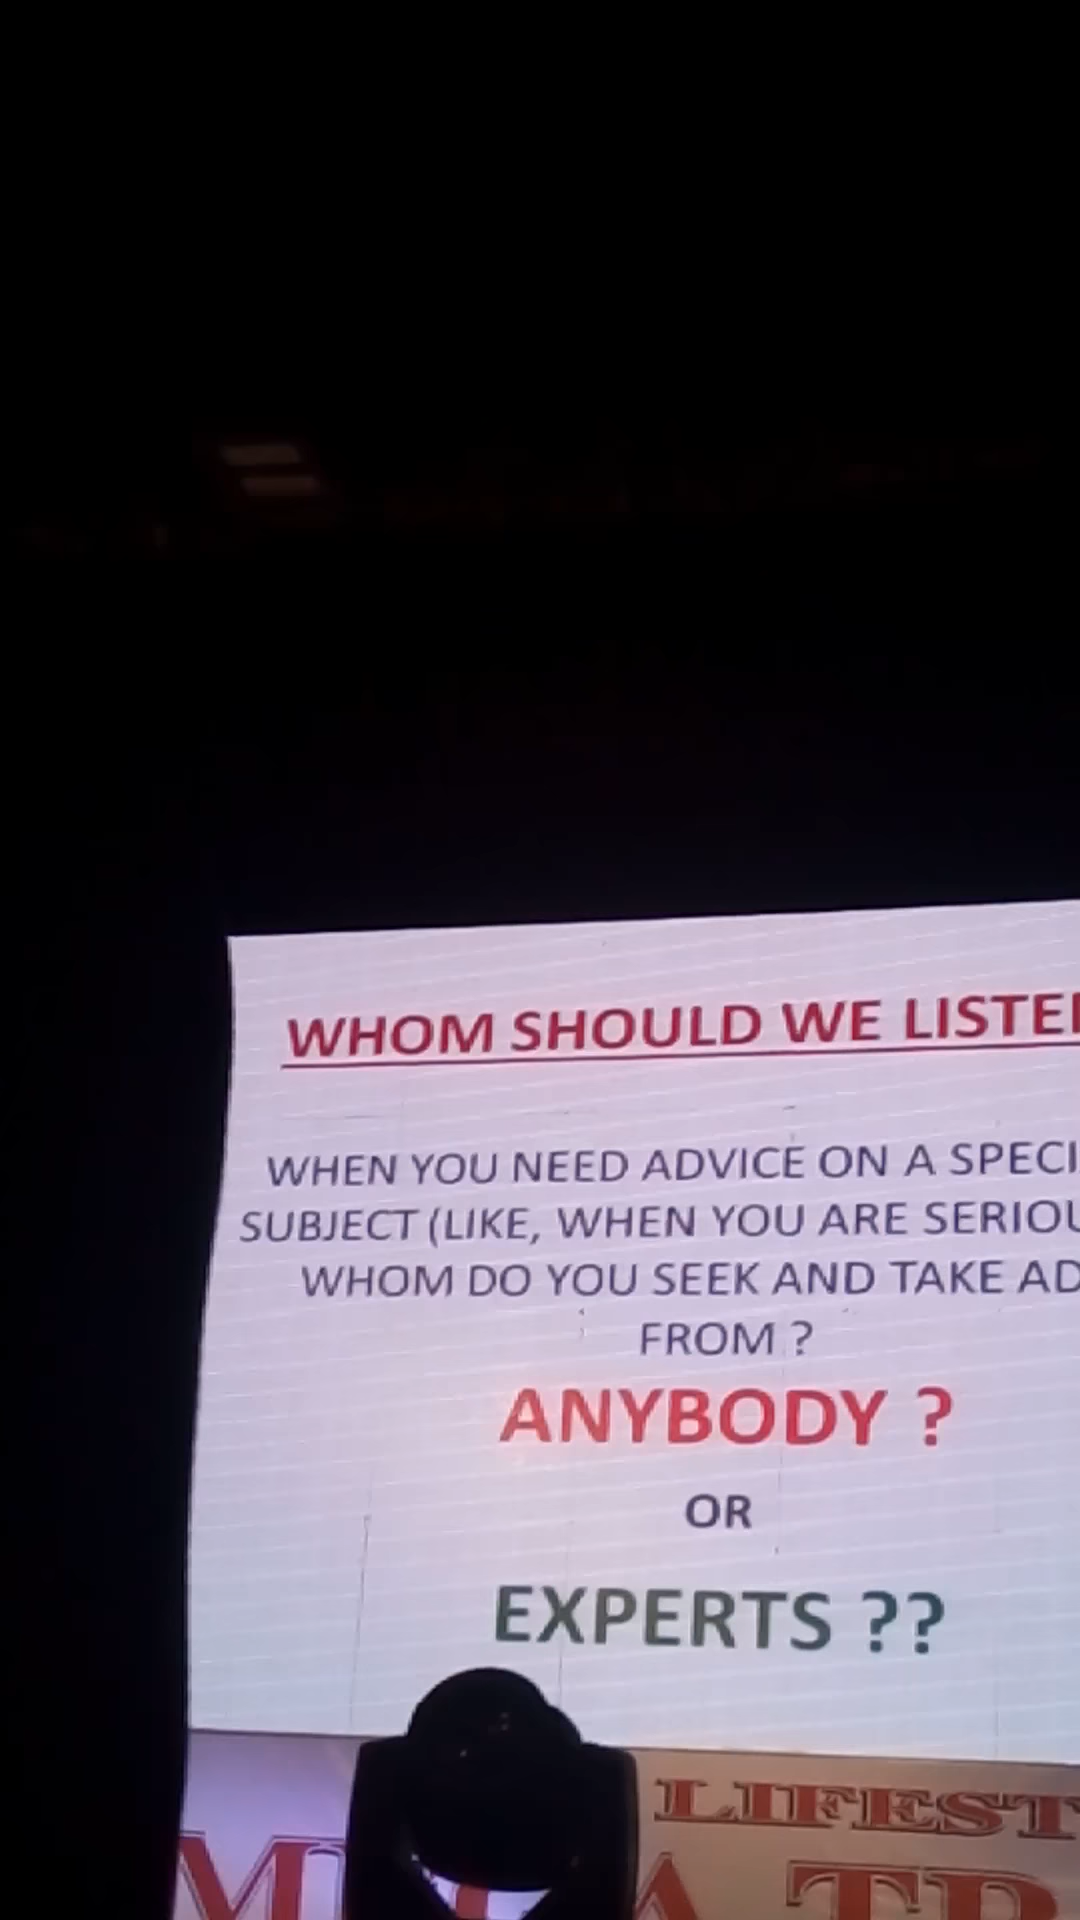 WHOM SHOULD WE LISTE
WHEN YOU NEED ADVICE ON A SPECI
SUBJECT (LIKE, WHEN YOU ARE SERIOU
WHOM DO YOU SEEK AND TAKE AD
FROM ?
ANYBODY ?
OR
EXPERTS ??
LIFEST